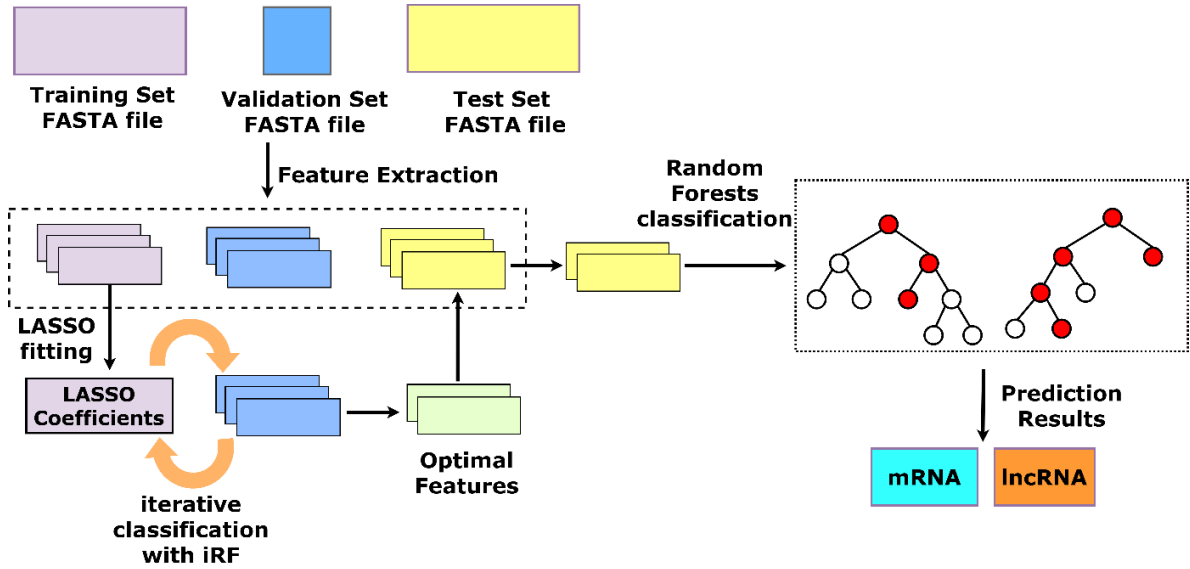 Training Set
FASTA file
Validation Set
FASTA file
Test Set
FASTA file
Feature Extraction
Random
Forests
classification
LASSO
fitting
LASSO
Coefficients
iterative
classification
with iRF
Optimal
Features
Prediction
Results
mRNA
lncRNA